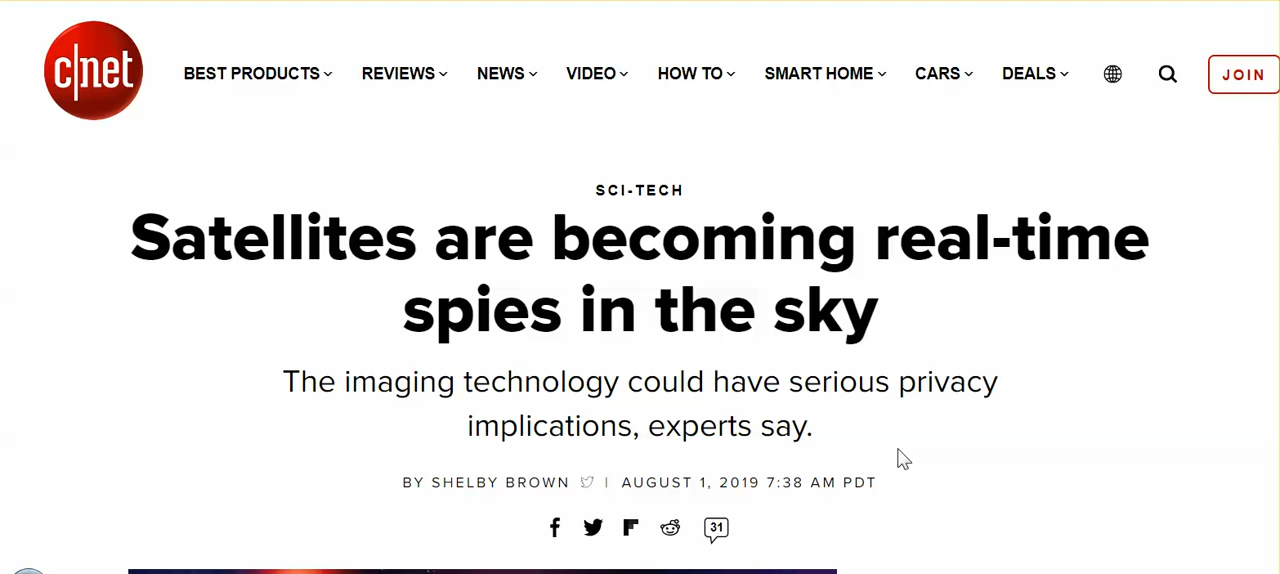 c|net BEST PRODUCTS REVIEWS NEWS VIDEO HOW TO SMART HOME CARS DEALS JOIN
SCI-TECH
Satellites are becoming real-time
spies in the sky
The imaging technology could have serious privacy
implications, experts say.
BY SHELBY BROWN | AUGUST 1, 2019 7:38 AM PDT
31